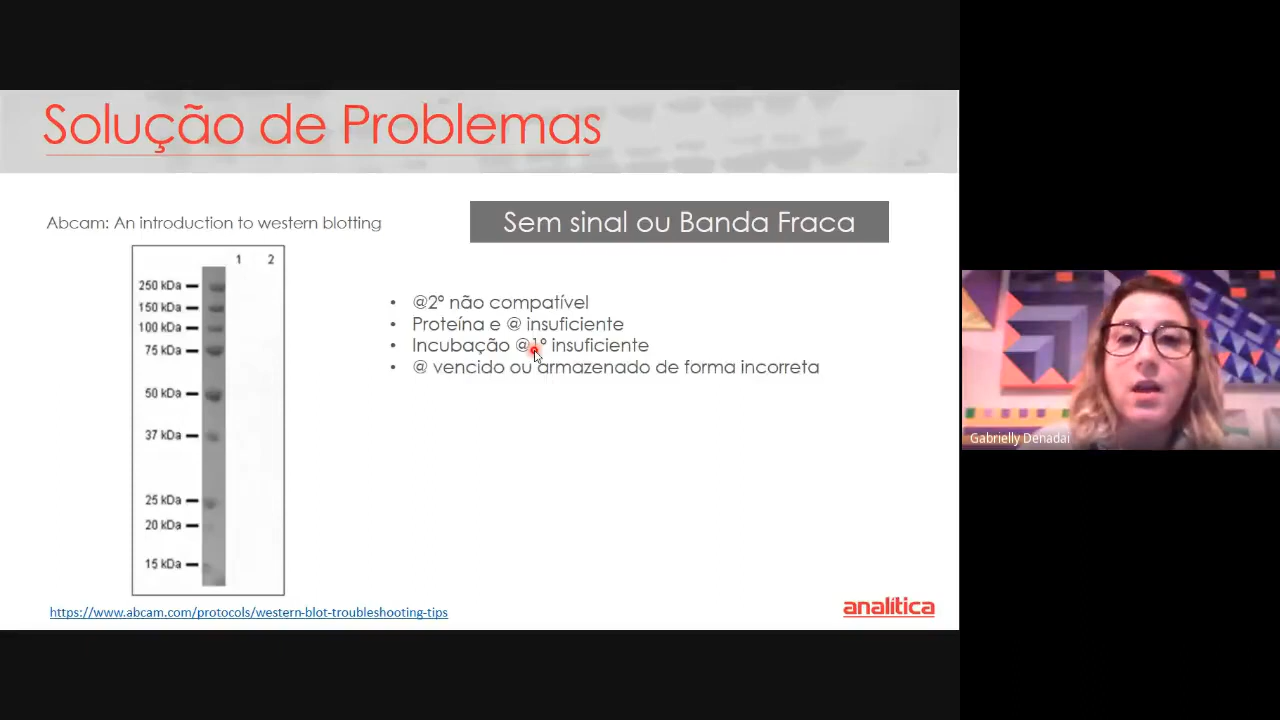 Solução de Problemas
Abcam: An introduction to western blotting
Sem sinal ou Banda Fraca
1 2
250 kDa
150 kDa
100 kDa
75 kDa
50 kDa
37 kDa
25 kDa
20 kDa
15 kDa
• @2º não compatível
• Proteína e @ insuficiente
• Incubação @1º insuficiente
• @ vencido ou armazenado de forma incorreta
https://www.abcam.com/protocols/western-blot-troubleshooting-tips
analítica
Gabrielly Denadai